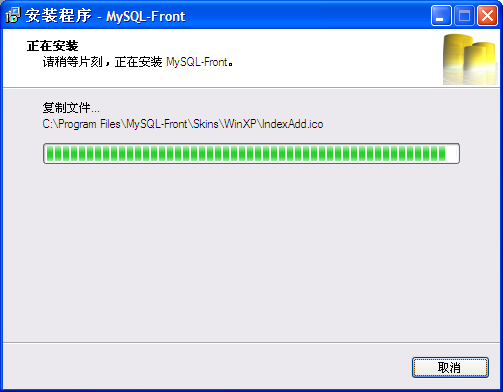 安装程序 - MySQL-Front
正在安装
请稍等片刻，正在安装 MySQL-Front。
复制文件...
C:\Program Files\MySQL-Front\Skins\WinXP\IndexAdd.ico
取消